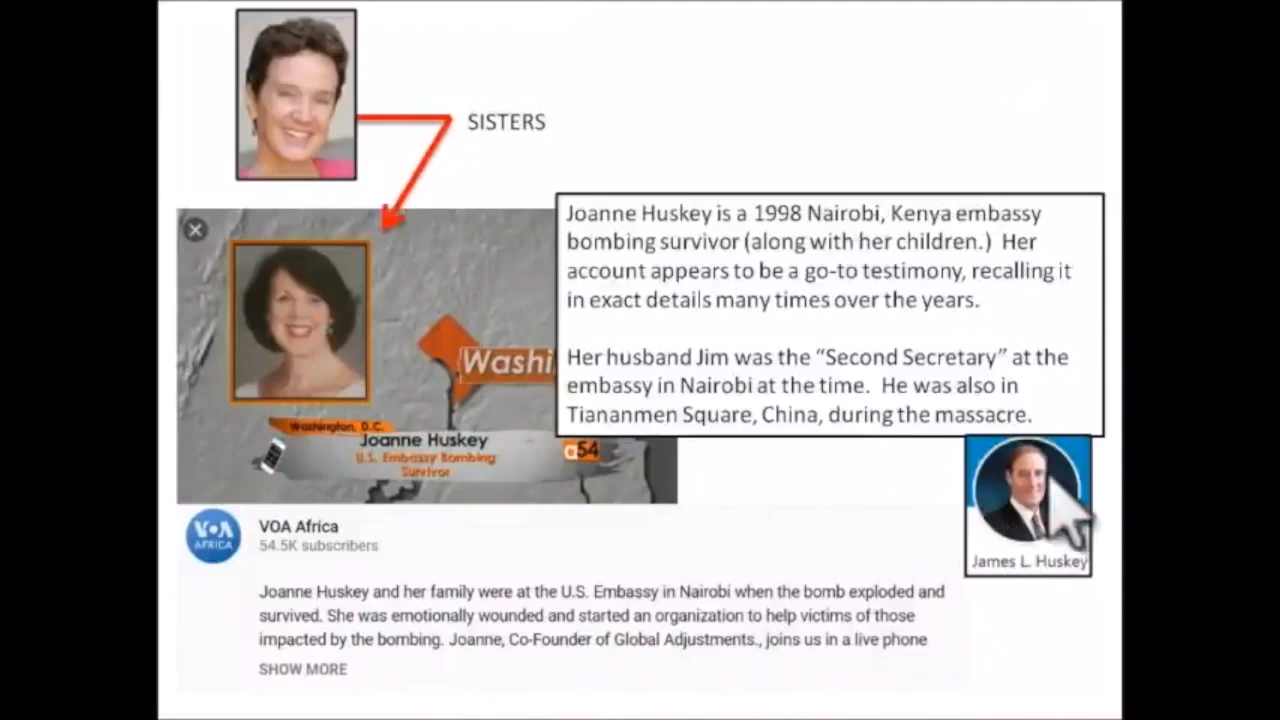 SISTERS
Joanne Huskey is a 1998 Nairobi, Kenya embassy
bombing survivor (along with her children.) Her
account appears to be a go-to testimony, recalling it
in exact details many times over the years.
Her husband Jim was the “Second Secretary” at the
embassy in Nairobi at the time. He was also in
Tiananmen Square, China, during the massacre.
Washi
Washington, D.C.
Joanne Huskey
U.S. Embassy Bombing
Survivor
a54
James L. Huskey
VOA
AFRICA
VOA Africa
54.5K subscribers
Joanne Huskey and her family were at the U.S. Embassy in Nairobi when the bomb exploded and
survived. She was emotionally wounded and started an organization to help victims of those
impacted by the bombing. Joanne, Co-Founder of Global Adjustments., joins us in a live phone
SHOW MORE